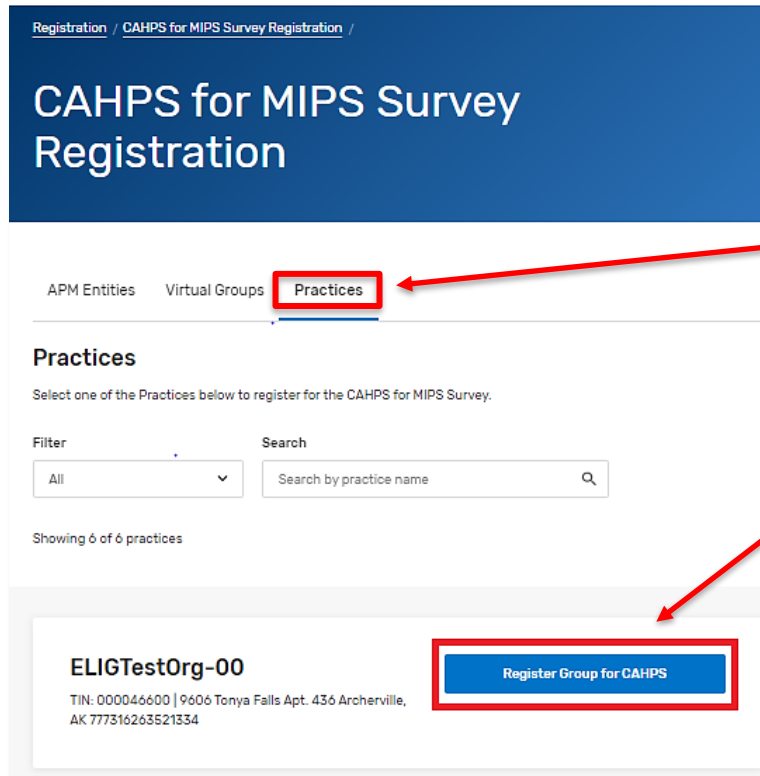 Registration / CAHPS for MIPS Survey Registration /
CAHPS for MIPS Survey
Registration
APM Entities Virtual Groups Practices
Practices
Select one of the Practices below to register for the CAHPS for MIPS Survey.
Filter Search
All Search by practice name
Showing 6 of 6 practices
ELIGTestOrg-00 Register Group for CAHPS
TIN: 000046600 | 9606 Tonya Falls Apt. 436 Archerville,
AK 777316263521334